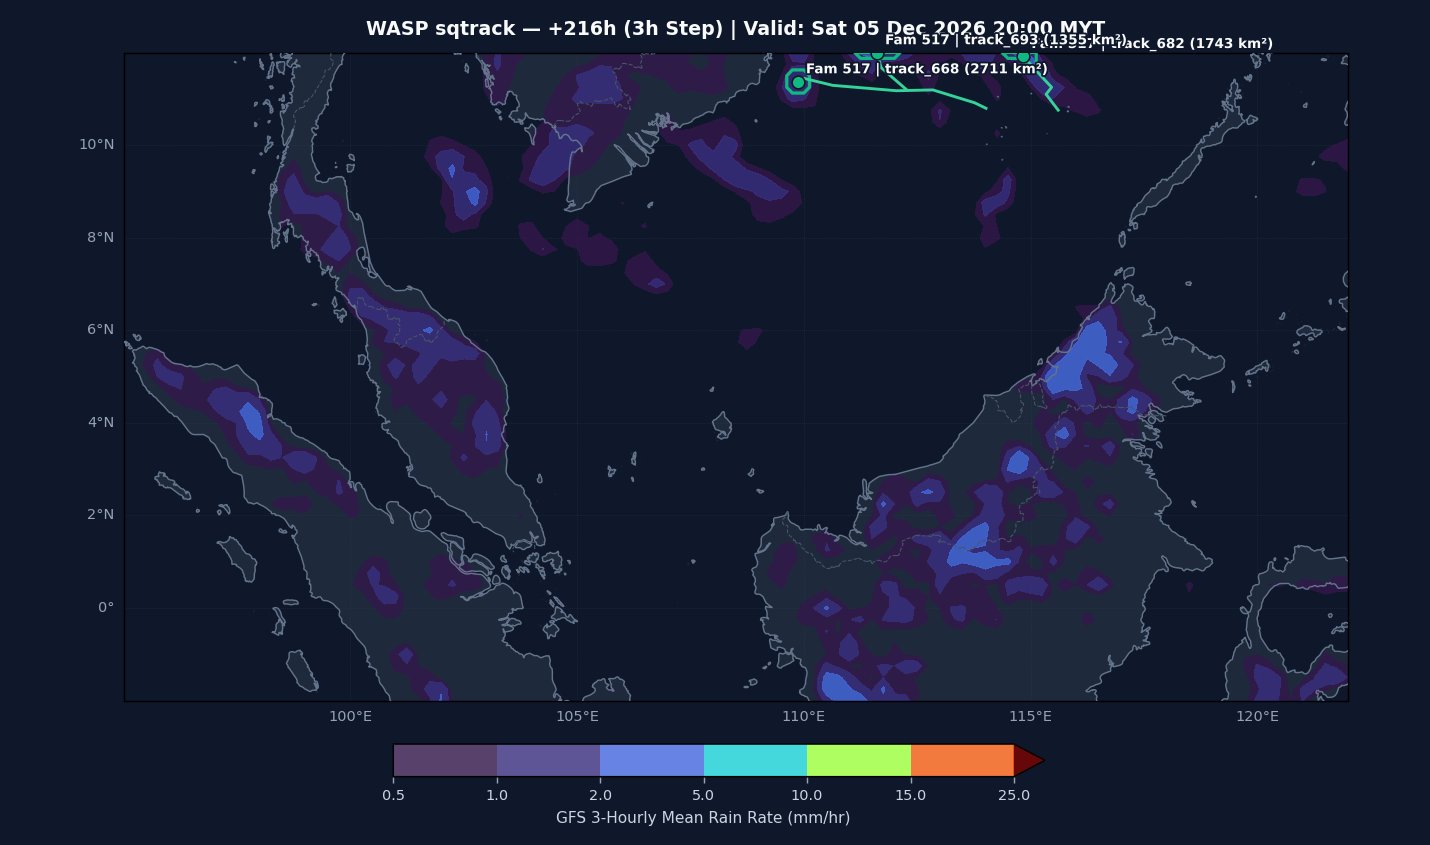 WASP sqtrack — +216h (3h Step) | Valid: Sat 05 Dec 2026 20:00 MYT
Fam 517 | track_693 (1355 km²)
track_682 (1743 km²)
Fam 517 | track_668 (2711 km²)
10°N
8°N
6°N
4°N
2°N
0°
100°E
105°E
110°E
115°E
120°E
0.5
1.0
2.0
5.0
10.0
15.0
25.0
GFS 3-Hourly Mean Rain Rate (mm/hr)